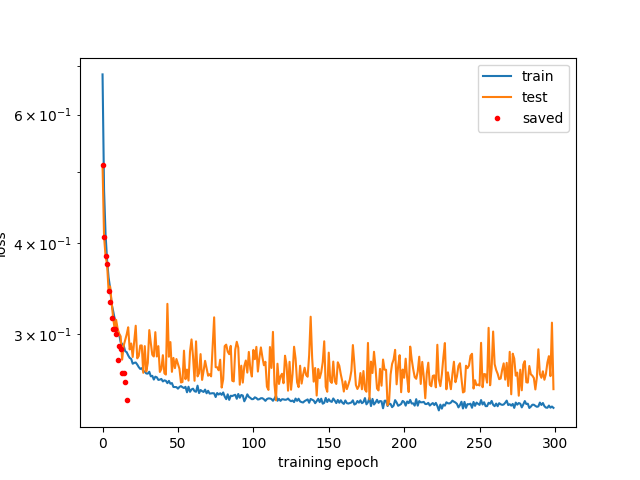 train
test
saved
6 × 10⁻¹
4 × 10⁻¹
3 × 10⁻¹
loss
0 50 100 150 200 250 300
training epoch